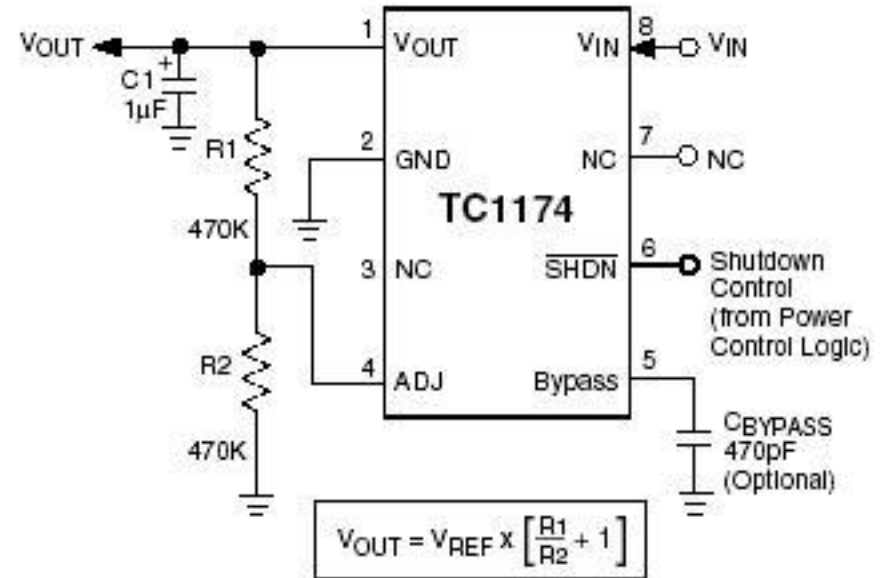 VOUT
C1
+
1µF
R1
470K
R2
470K
1
2
3
4
VOUT
GND
NC
ADJ
TC1174
VIN
NC
SHDN
Bypass
8
7
6
5
VIN
NC
Shutdown
Control
(from Power
Control Logic)
CBYPASS
470pF
(Optional)
VOUT = VREF x [R1/R2 + 1]